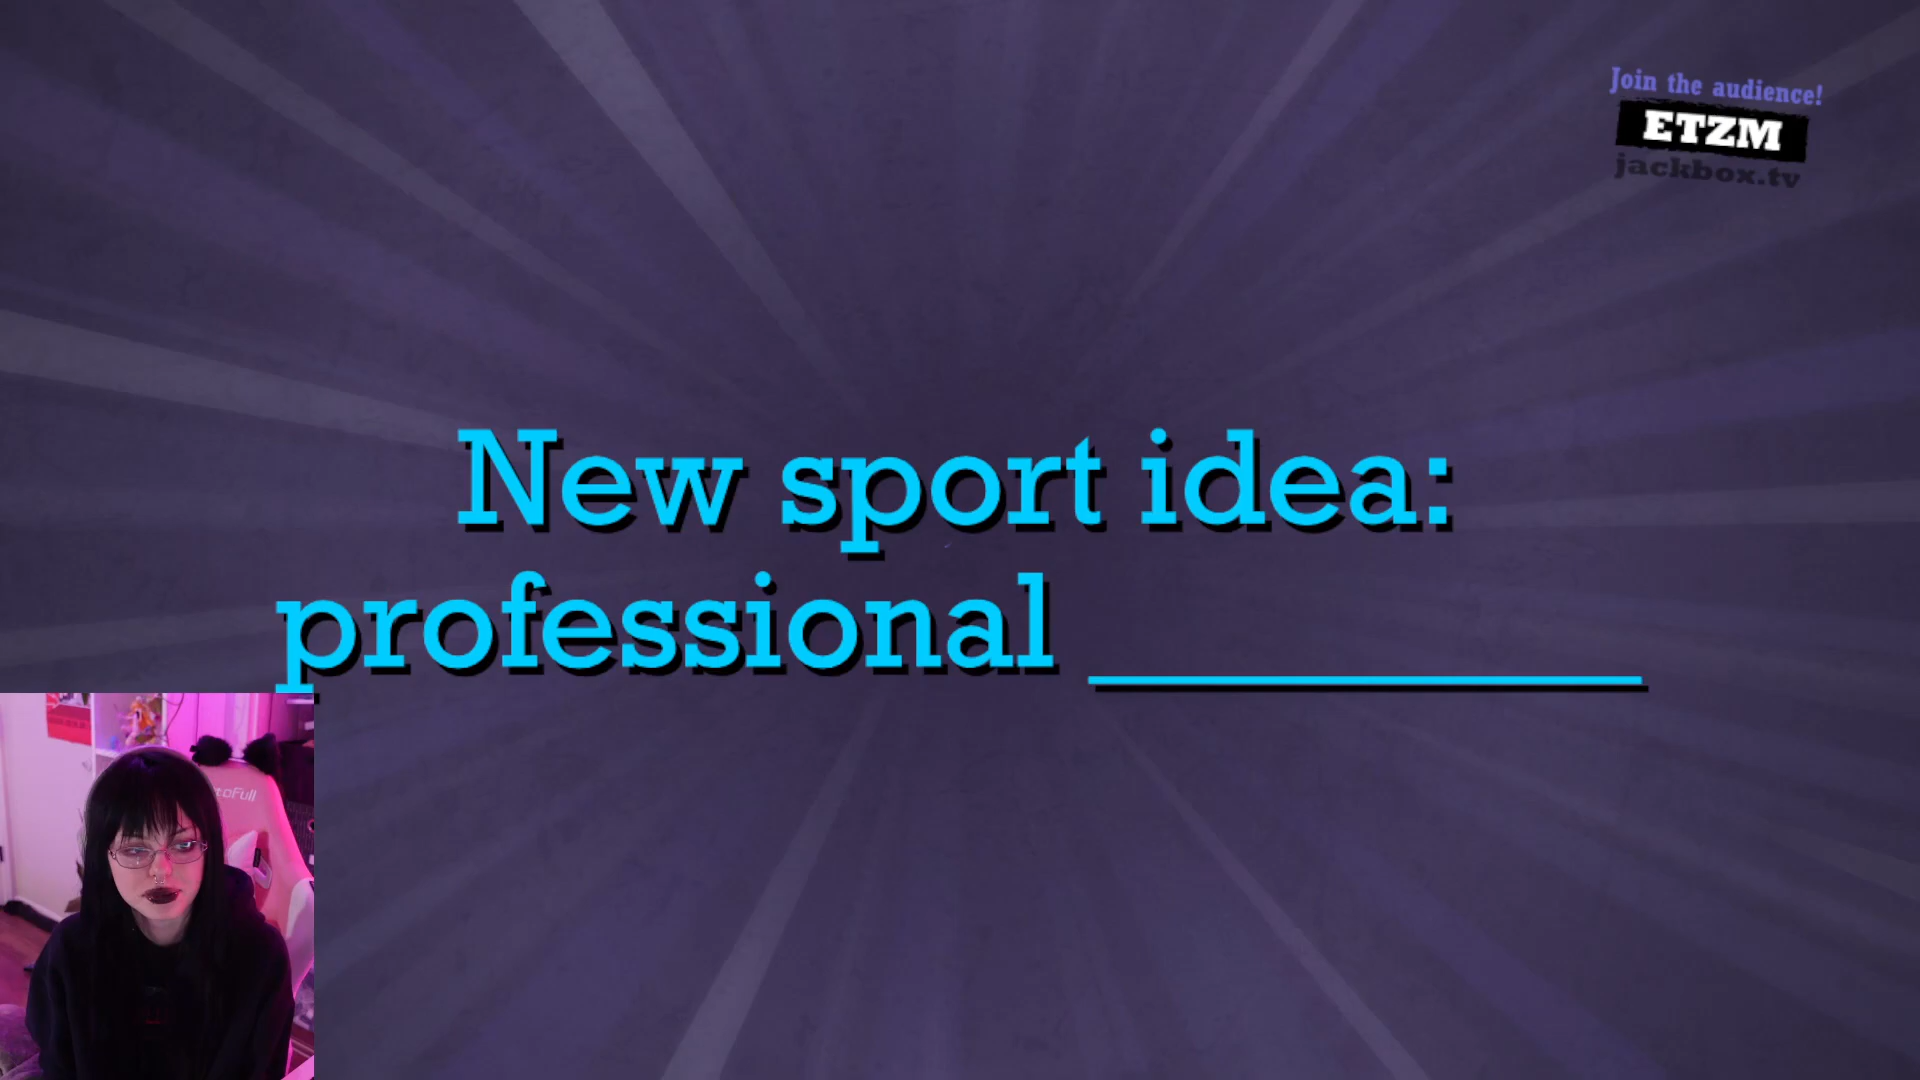 Join the audience!
ETZM
jackbox.tv
New sport idea:
professional ________